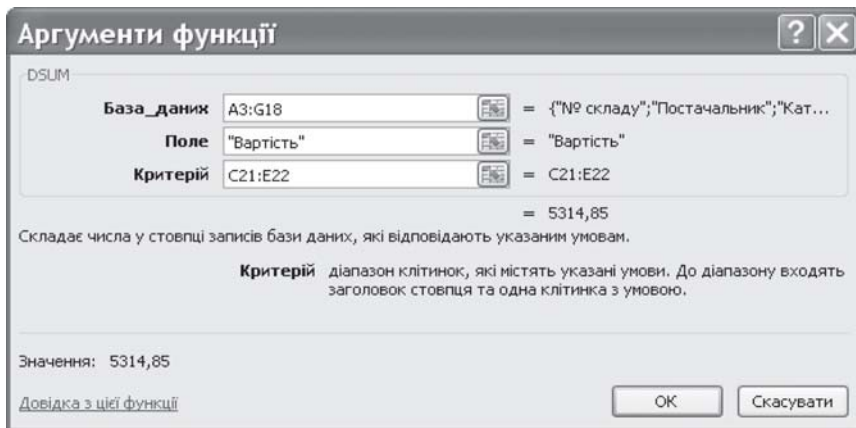 Аргументи функції
DSUM
База_даних A3:G18 = {"№ складу";"Постачальник";"Кат...
Поле "Вартість" = "Вартість"
Критерій C21:E22 = C21:E22
= 5314,85
Складає числа у стовпці записів бази даних, які відповідають указаним умовам.
Критерій діапазон клітинок, які містять указані умови. До діапазону входять
заголовок стовпця та одна клітинка з умовою.
Значення: 5314,85
Довідка з цієї функції
ОК
Скасувати